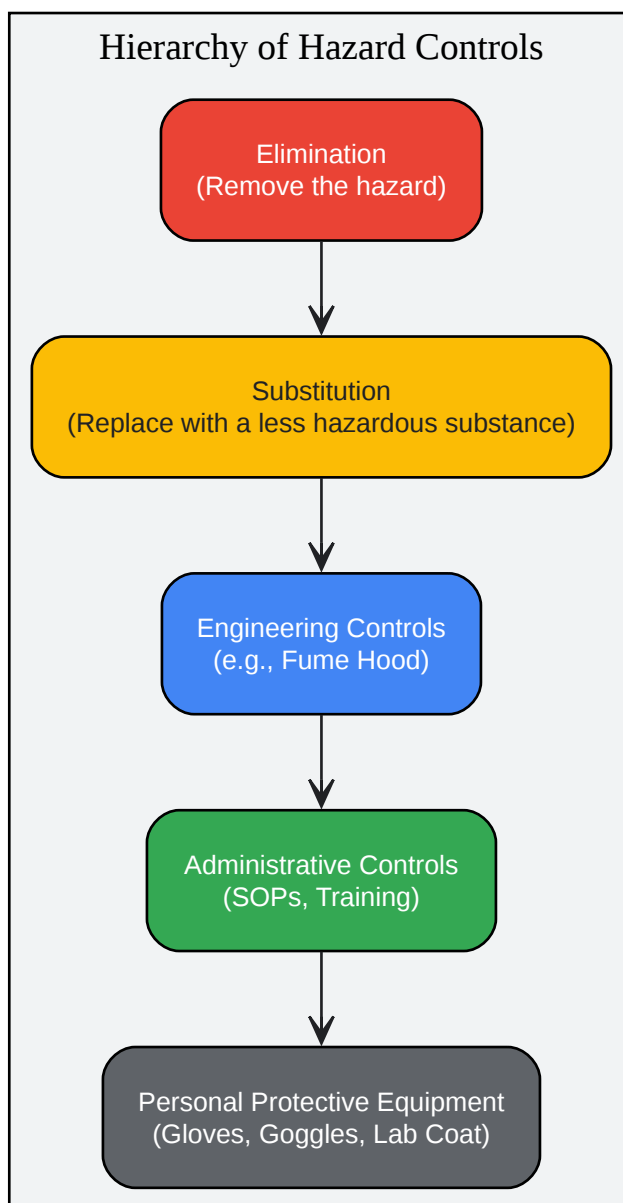 Hierarchy of Hazard Controls
Elimination
(Remove the hazard)
Substitution
(Replace with a less hazardous substance)
Engineering Controls
(e.g., Fume Hood)
Administrative Controls
(SOPs, Training)
Personal Protective Equipment
(Gloves, Goggles, Lab Coat)